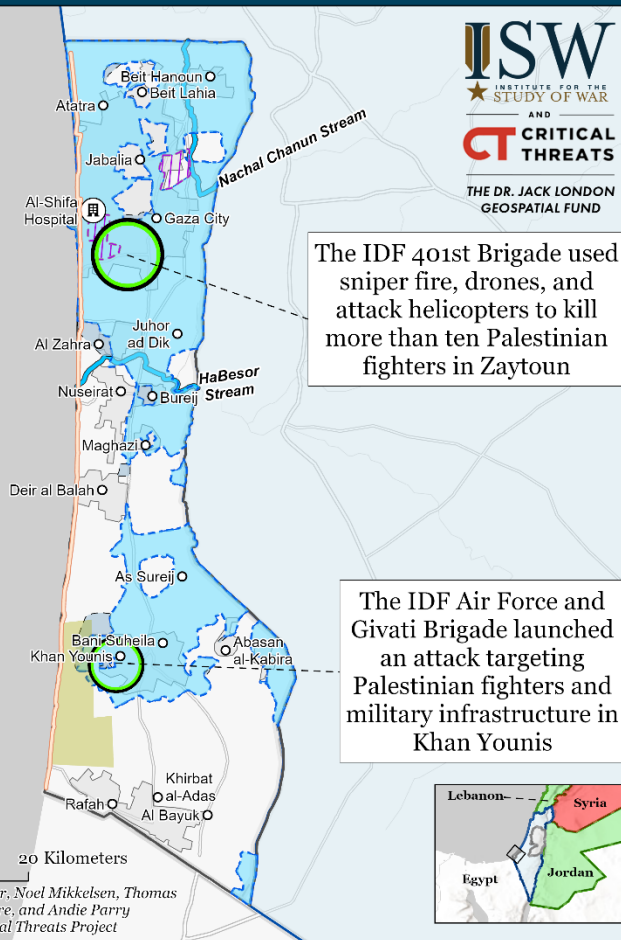 ISW
INSTITUTE FOR THE
STUDY OF WAR
AND
CT CRITICAL
THREATS
THE DR. JACK LONDON
GEOSPATIAL FUND
Beit Hanoun
Beit Lahia
Atatra
Nachal Chanun Stream
Jabalia
Al-Shifa
Hospital
Gaza City
The IDF 401st Brigade used
sniper fire, drones, and
attack helicopters to kill
more than ten Palestinian
fighters in Zaytoun
Juhor
ad Dik
Al Zahra
HaBesor
Stream
Nuseirat
Bureij
Maghazi
Deir al Balah
As Sureij
The IDF Air Force and
Givati Brigade launched
an attack targeting
Palestinian fighters and
military infrastructure in
Khan Younis
Bani Suheila
Khan Younis
Abasan
al-Kabira
Khirbat
al-Adas
Rafah
Al Bayuk
Lebanon
Syria
Egypt
Jordan
20 Kilometers
r, Noel Mikkelsen, Thomas
re, and Andie Parry
al Threats Project